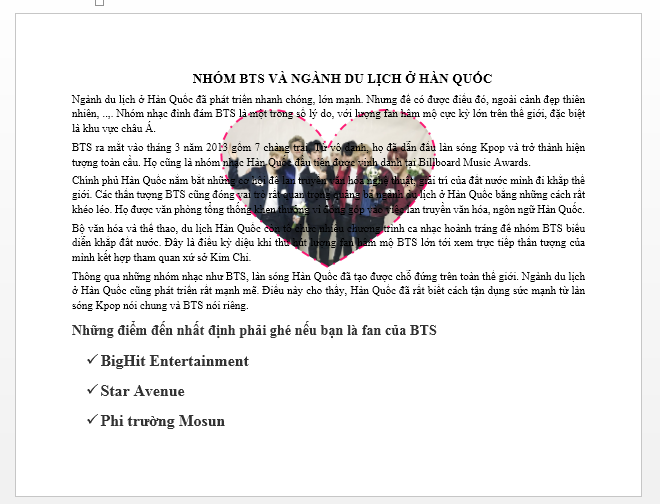 NHÓM BTS VÀ NGÀNH DU LỊCH Ở HÀN QUỐC
Ngành du lịch ở Hàn Quốc đã phát triển nhanh chóng, lớn mạnh. Nhưng để có được điều đó, ngoài cảnh đẹp thiên
nhiên, .,.. Nhóm nhạc đình đám BTS là một trong số lý do, với lượng fan hâm mộ cực kỳ lớn trên thế giới, đặc biệt
là khu vực châu Á.
BTS ra mắt vào tháng 3 năm 2013 gồm 7 chàng trai. Từ vô danh, họ đã dẫn đầu làn sóng Kpop và trở thành hiện
tượng toàn cầu. Họ cũng là nhóm nhạc Hàn Quốc đầu tiên được vinh danh tại Billboard Music Awards.
Chính phủ Hàn Quốc nắm bắt những cơ hội để lan truyền văn hóa nghệ thuật, giải trí của đất nước mình đi khắp thế
giới. Các thần tượng BTS cũng đóng vai trò rất quan trọng quảng bá ngành du lịch ở Hàn Quốc bằng những cách rất
khéo léo. Họ được văn phòng tổng thống khen thưởng vì đóng góp vào việc lan truyền văn hóa, ngôn ngữ Hàn Quốc.
Bộ văn hóa và thể thao, du lịch Hàn Quốc còn tổ chức nhiều chương trình ca nhạc hoành tráng để nhóm BTS biểu
diễn khắp đất nước. Đây là điều kỳ diệu khi thu hút lượng fan hâm mộ BTS lớn tới xem trực tiếp thần tượng của
mình kết hợp tham quan xứ sở Kim Chi.
Thông qua những nhóm nhạc như BTS, làn sóng Hàn Quốc đã tạo được chỗ đứng trên toàn thế giới. Ngành du lịch
ở Hàn Quốc cũng phát triển rất mạnh mẽ. Điều này cho thấy, Hàn Quốc đã rất biết cách tận dụng sức mạnh từ làn
sóng Kpop nói chung và BTS nói riêng.
Những điểm đến nhất định phải ghé nếu bạn là fan của BTS
✓ BigHit Entertainment
✓ Star Avenue
✓ Phi trường Mosun